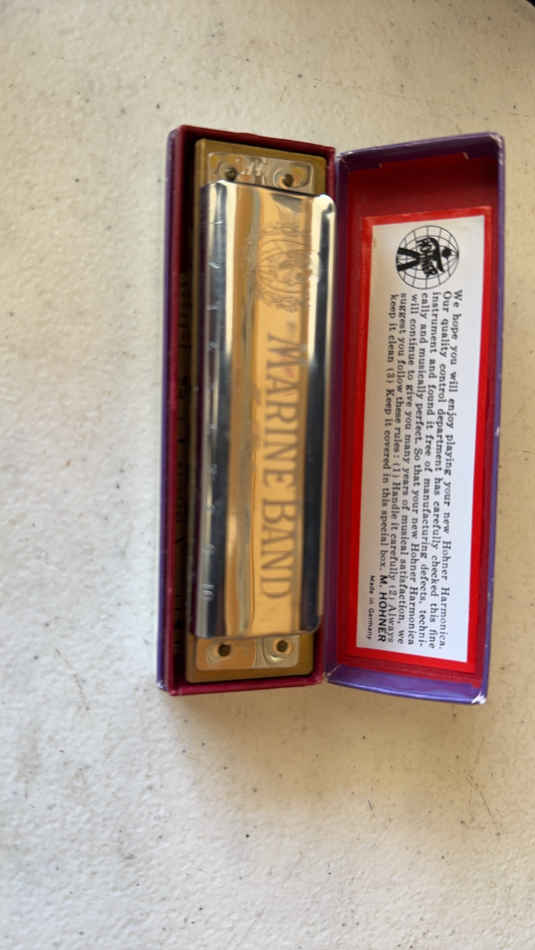 MARINE BAND
10
HOHNER
We hope you will enjoy playing your new Hohner Harmonica.
Our quality control department has carefully checked this fine
instrument and found it free of manufacturing defects, techni-
cally and musically perfect. So that your new Hohner Harmonica
will continue to give you many years of musical satisfaction, we
suggest you follow these rules: (1) Handle it carefully (2) Always
keep it clean (3) Keep it covered in this special box. M. HOHNER
Made in Germany